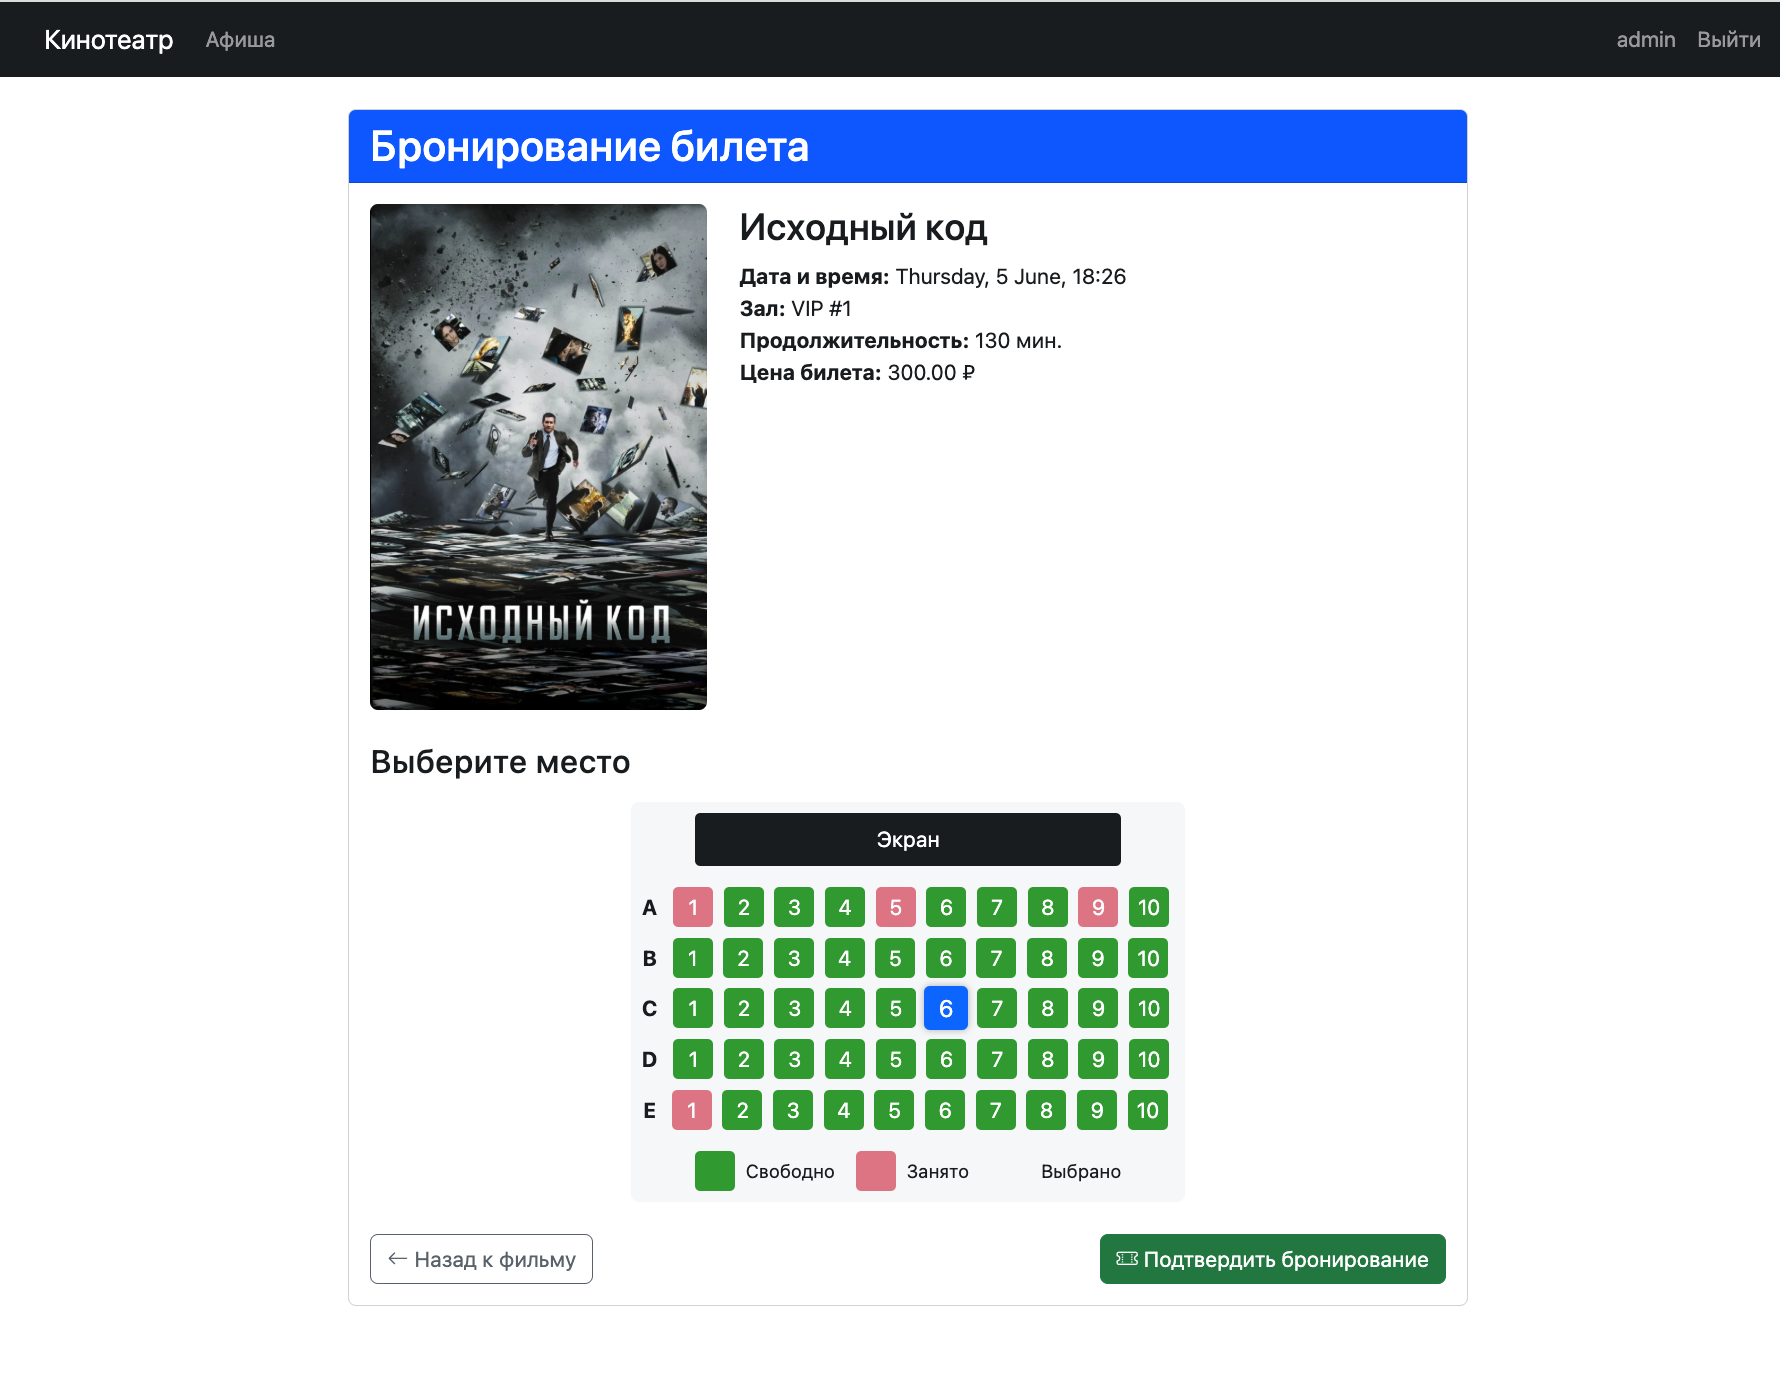 Кинотеатр Афиша admin Выйти
Бронирование билета
Исходный код
Дата и время: Thursday, 5 June, 18:26
Зал: VIP #1
Продолжительность: 130 мин.
Цена билета: 300.00 ₽
ИСХОДНЫЙ КОД
Выберите место
Экран
A 1 2 3 4 5 6 7 8 9 10
B 1 2 3 4 5 6 7 8 9 10
C 1 2 3 4 5 6 7 8 9 10
D 1 2 3 4 5 6 7 8 9 10
E 1 2 3 4 5 6 7 8 9 10
Свободно Занято Выбрано
← Назад к фильму Подтвердить бронирование